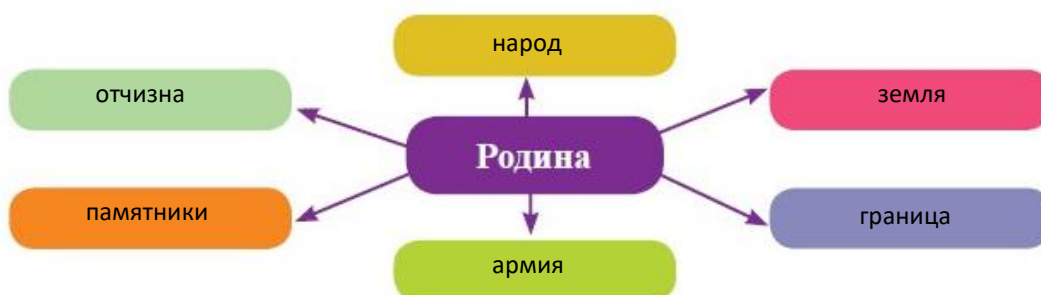 народ
отчизна
земля
Родина
памятники
граница
армия